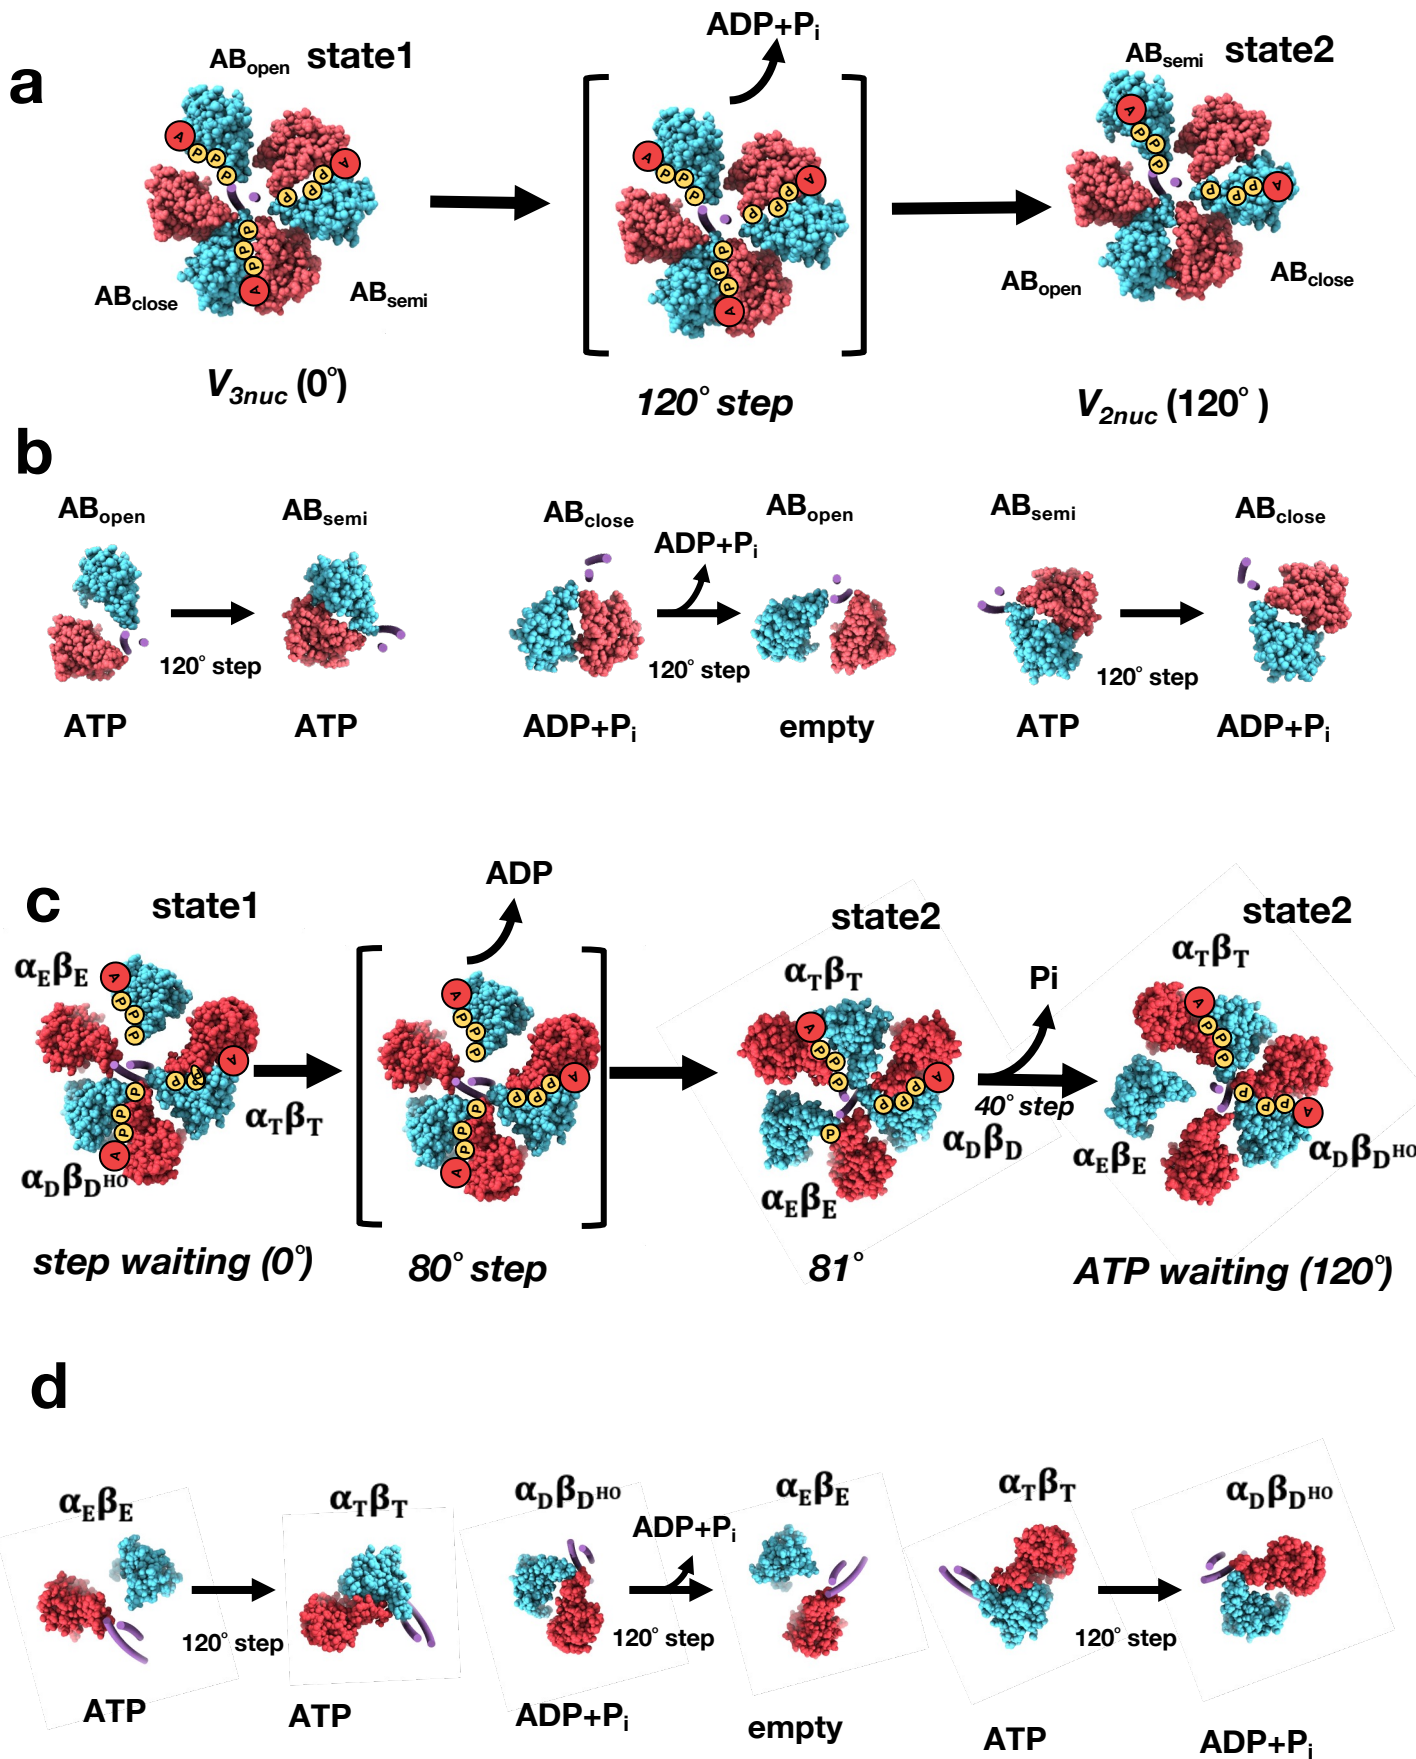 a
AB_open state1
ADP+P_i
AB_semi state2
A P P P
A P P P
A P P P
A P P P
A P P P
A P P P
A P P P
A P P P
AB_close
AB_semi
AB_open
AB_close
V_3nuc (0°)
120° step
V_2nuc (120°)
b
AB_open
AB_semi
AB_close
ADP+P_i
AB_open
AB_semi
AB_close
120° step
120° step
120° step
ATP
ATP
ADP+P_i
empty
ATP
ADP+P_i
c
state1
ADP
state2
state2
α_Eβ_E
α_Tβ_T
α_Tβ_T
Pi
A P P P
A P P P
A P P P
A P P P
A P P P
A P P P
A P P P
A P P P
P
A P P P
A P P P
40° step
α_Tβ_T
α_Dβ_D^HO
α_Dβ_D
α_Eβ_E
α_Eβ_E
α_Dβ_D^HO
step waiting (0°)
80° step
81°
ATP waiting (120°)
d
α_Eβ_E
α_Tβ_T
α_Dβ_D^HO
ADP+P_i
α_Eβ_E
α_Tβ_T
α_Dβ_D^HO
120° step
120° step
120° step
ATP
ATP
ADP+P_i
empty
ATP
ADP+P_i